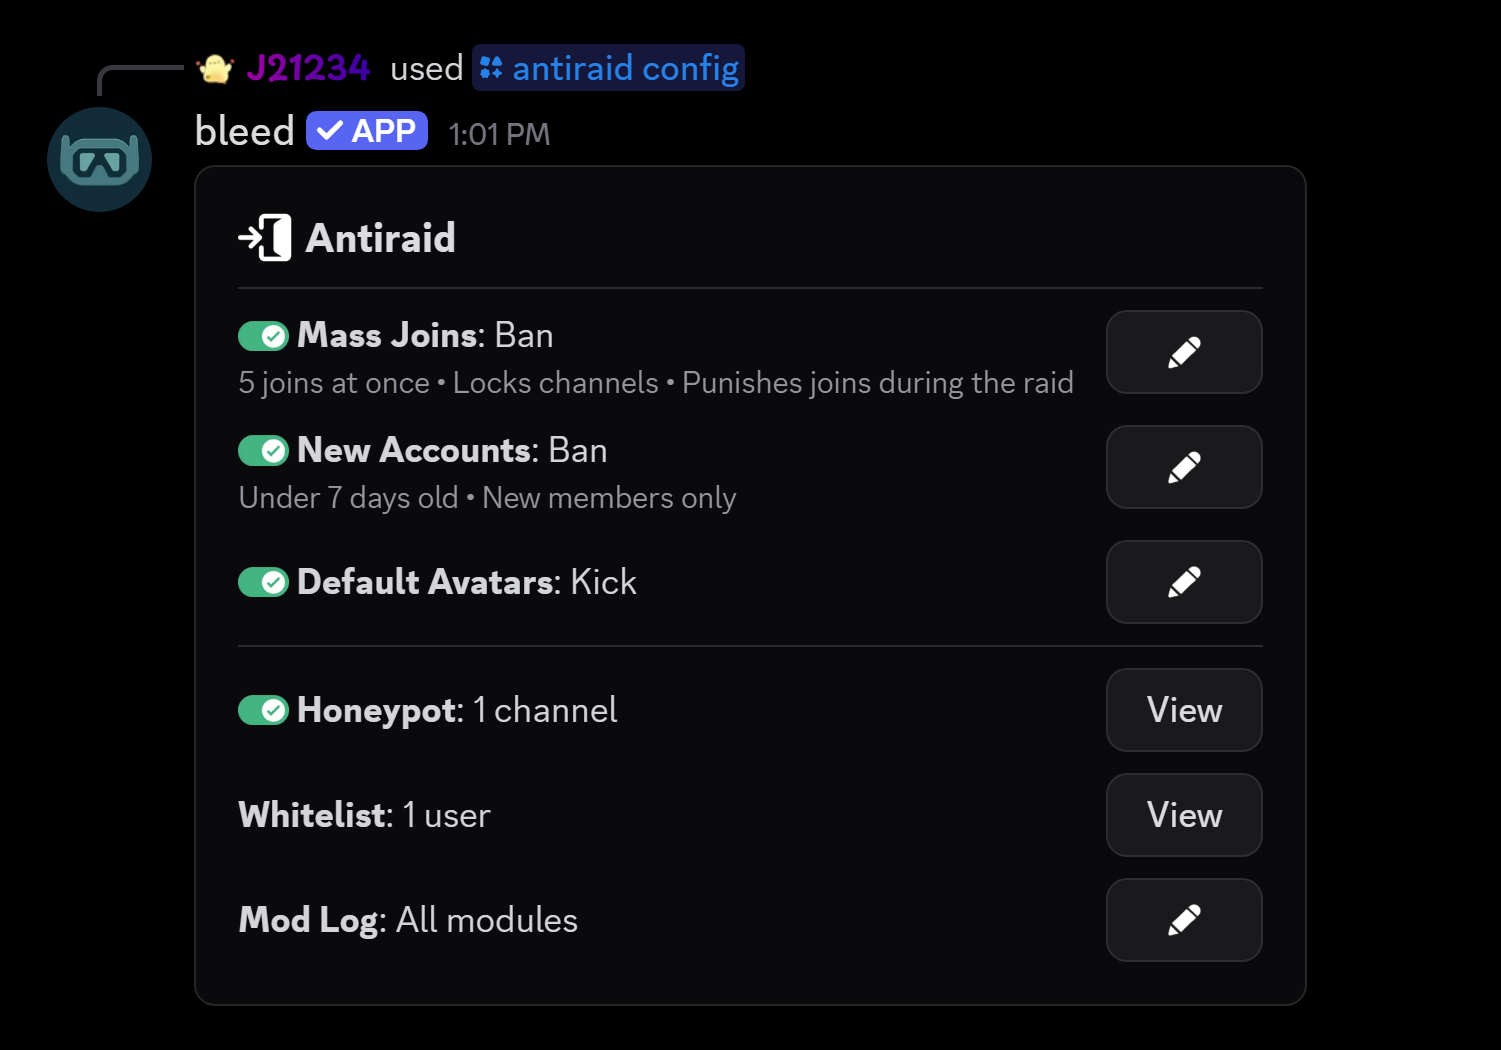 J21234 used antiraid config
bleed APP 1:01 PM
Antiraid
Mass Joins: Ban
5 joins at once • Locks channels • Punishes joins during the raid
New Accounts: Ban
Under 7 days old • New members only
Default Avatars: Kick
Honeypot: 1 channel
View
Whitelist: 1 user
View
Mod Log: All modules